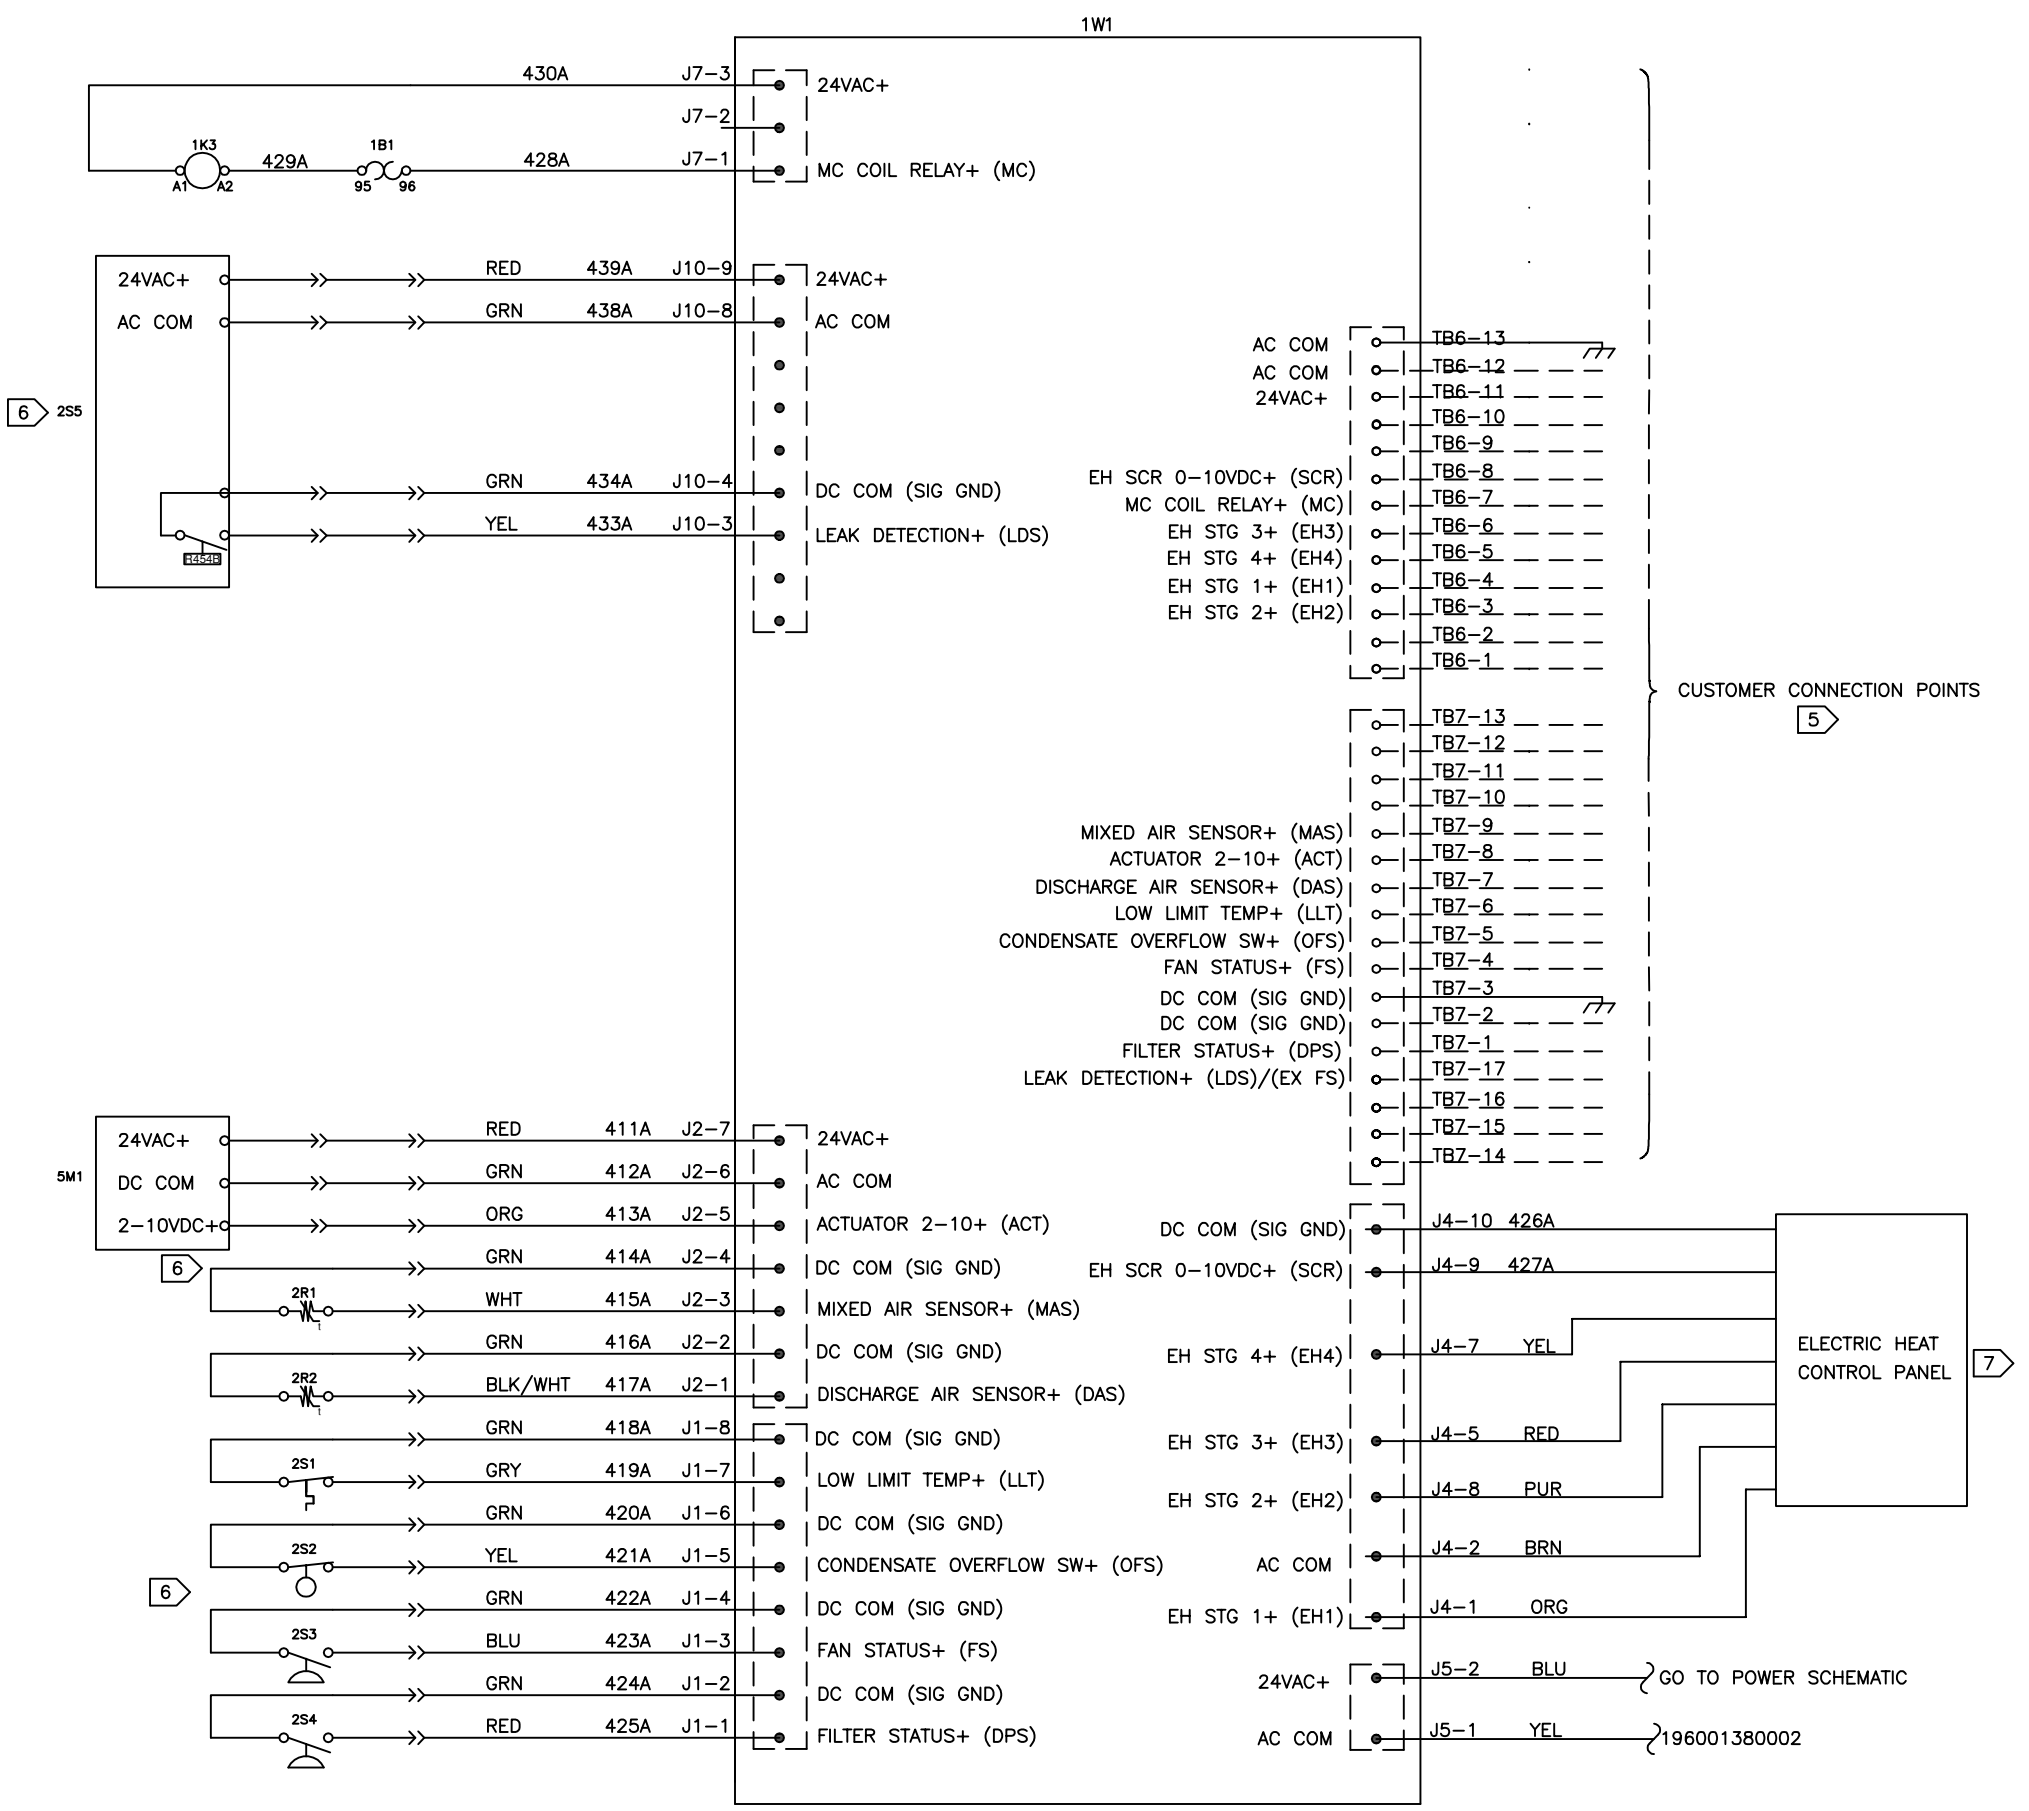 1W1
430A J7-3 24VAC+
J7-2
1K3 429A 1B1 428A J7-1 MC COIL RELAY+ (MC)
A1 A2 95 96
24VAC+ RED 439A J10-9 24VAC+
AC COM GRN 438A J10-8 AC COM
6 2S5
GRN 434A J10-4 DC COM (SIG GND)
YEL 433A J10-3 LEAK DETECTION+ (LDS)
R454B
AC COM TB6-13
AC COM TB6-12
24VAC+ TB6-11
TB6-10
TB6-9
EH SCR 0-10VDC+ (SCR) TB6-8
MC COIL RELAY+ (MC) TB6-7
EH STG 3+ (EH3) TB6-6
EH STG 4+ (EH4) TB6-5
EH STG 1+ (EH1) TB6-4
EH STG 2+ (EH2) TB6-3
TB6-2
TB6-1
CUSTOMER CONNECTION POINTS
5
TB7-13
TB7-12
TB7-11
TB7-10
MIXED AIR SENSOR+ (MAS) TB7-9
ACTUATOR 2-10+ (ACT) TB7-8
DISCHARGE AIR SENSOR+ (DAS) TB7-7
LOW LIMIT TEMP+ (LLT) TB7-6
CONDENSATE OVERFLOW SW+ (OFS) TB7-5
FAN STATUS+ (FS) TB7-4
DC COM (SIG GND) TB7-3
DC COM (SIG GND) TB7-2
FILTER STATUS+ (DPS) TB7-1
LEAK DETECTION+ (LDS)/(EX FS) TB7-17
TB7-16
TB7-15
TB7-14
5M1
24VAC+ RED 411A J2-7 24VAC+
DC COM GRN 412A J2-6 AC COM
2-10VDC+ ORG 413A J2-5 ACTUATOR 2-10+ (ACT)
6 GRN 414A J2-4 DC COM (SIG GND)
2R1 t WHT 415A J2-3 MIXED AIR SENSOR+ (MAS)
GRN 416A J2-2 DC COM (SIG GND)
2R2 t BLK/WHT 417A J2-1 DISCHARGE AIR SENSOR+ (DAS)
GRN 418A J1-8 DC COM (SIG GND)
2S1 GRY 419A J1-7 LOW LIMIT TEMP+ (LLT)
GRN 420A J1-6 DC COM (SIG GND)
2S2 YEL 421A J1-5 CONDENSATE OVERFLOW SW+ (OFS)
6
GRN 422A J1-4 DC COM (SIG GND)
2S3 BLU 423A J1-3 FAN STATUS+ (FS)
GRN 424A J1-2 DC COM (SIG GND)
2S4 RED 425A J1-1 FILTER STATUS+ (DPS)
DC COM (SIG GND) J4-10 426A
EH SCR 0-10VDC+ (SCR) J4-9 427A
EH STG 4+ (EH4) J4-7 YEL
EH STG 3+ (EH3) J4-5 RED
EH STG 2+ (EH2) J4-8 PUR
AC COM J4-2 BRN
EH STG 1+ (EH1) J4-1 ORG
ELECTRIC HEAT
CONTROL PANEL
7
24VAC+ J5-2 BLU GO TO POWER SCHEMATIC
AC COM J5-1 YEL 196001380002